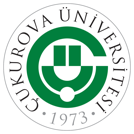 ÇUKUROVA ÜNİVERSİTESİ
• 1973 •